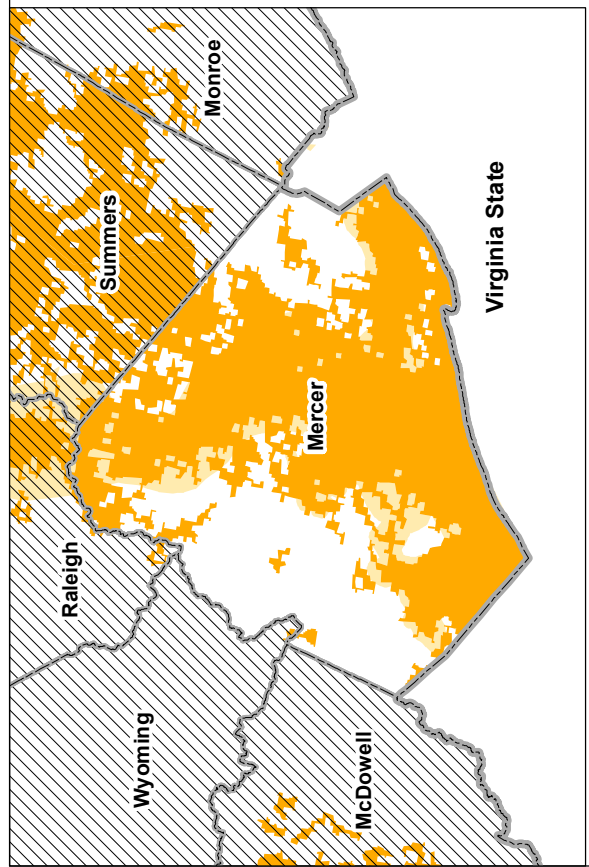 Monroe
Summers
Virginia State
Mercer
Raleigh
Wyoming
McDowell